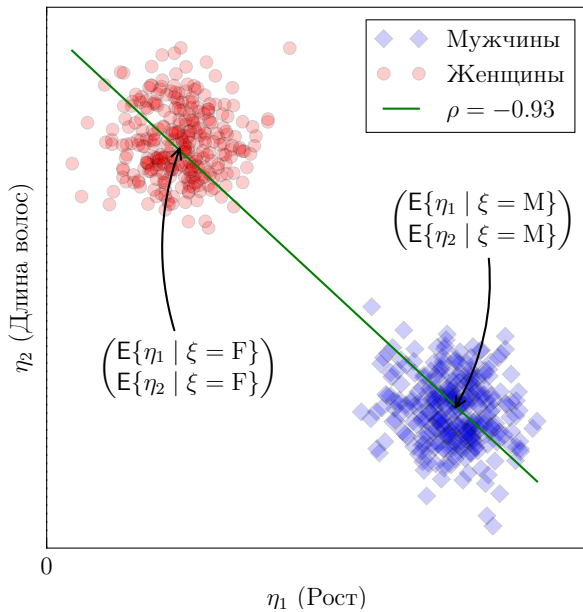 Мужчины
Женщины
ρ = −0.93
E{η₁ | ξ = M}
E{η₂ | ξ = M}
E{η₁ | ξ = F}
E{η₂ | ξ = F}
η₂ (Длина волос)
0
η₁ (Рост)